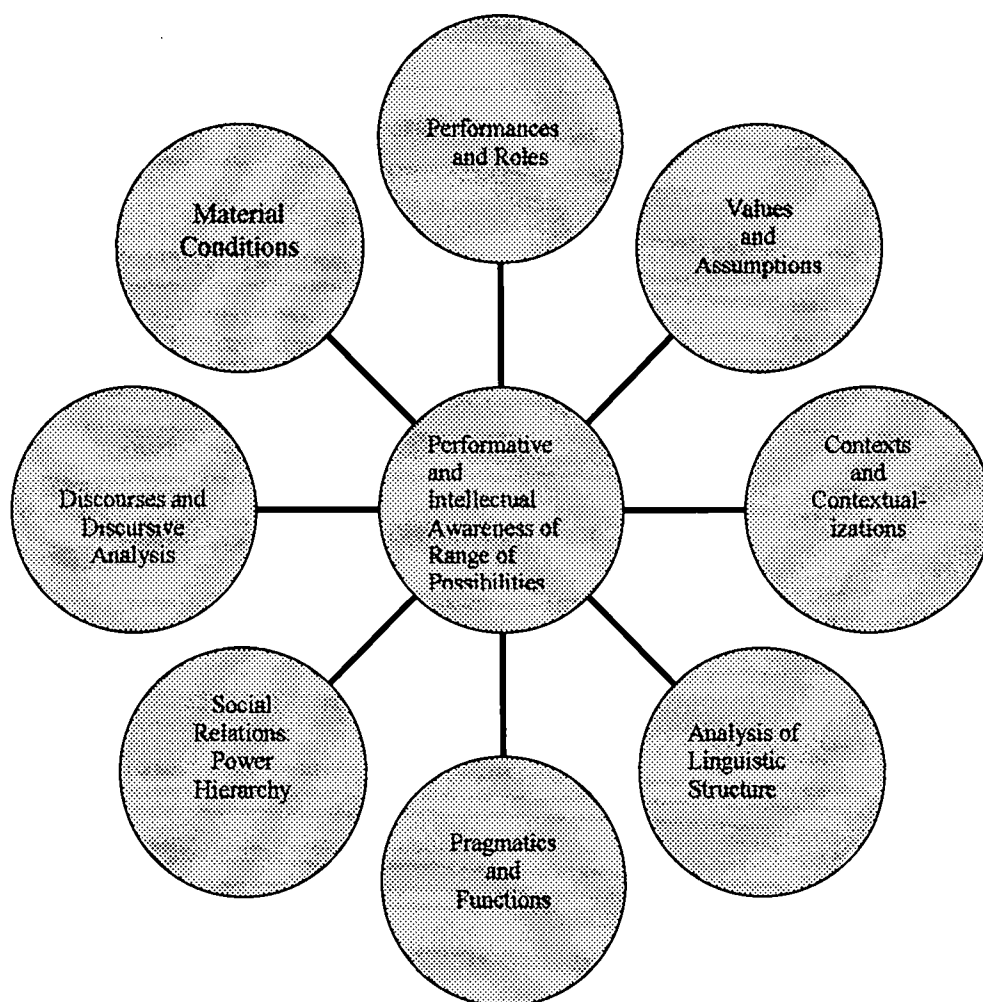 Performances
and Roles
Material
Conditions
Values
and
Assumptions
Discourses and
Discursive
Analysis
Performative
and
Intellectual
Awareness of
Range of
Possibilities
Contexts
and
Contextual-
izations
Social
Relations.
Power
Hierarchy
Analysis of
Linguistic
Structure
Pragmatics
and
Functions